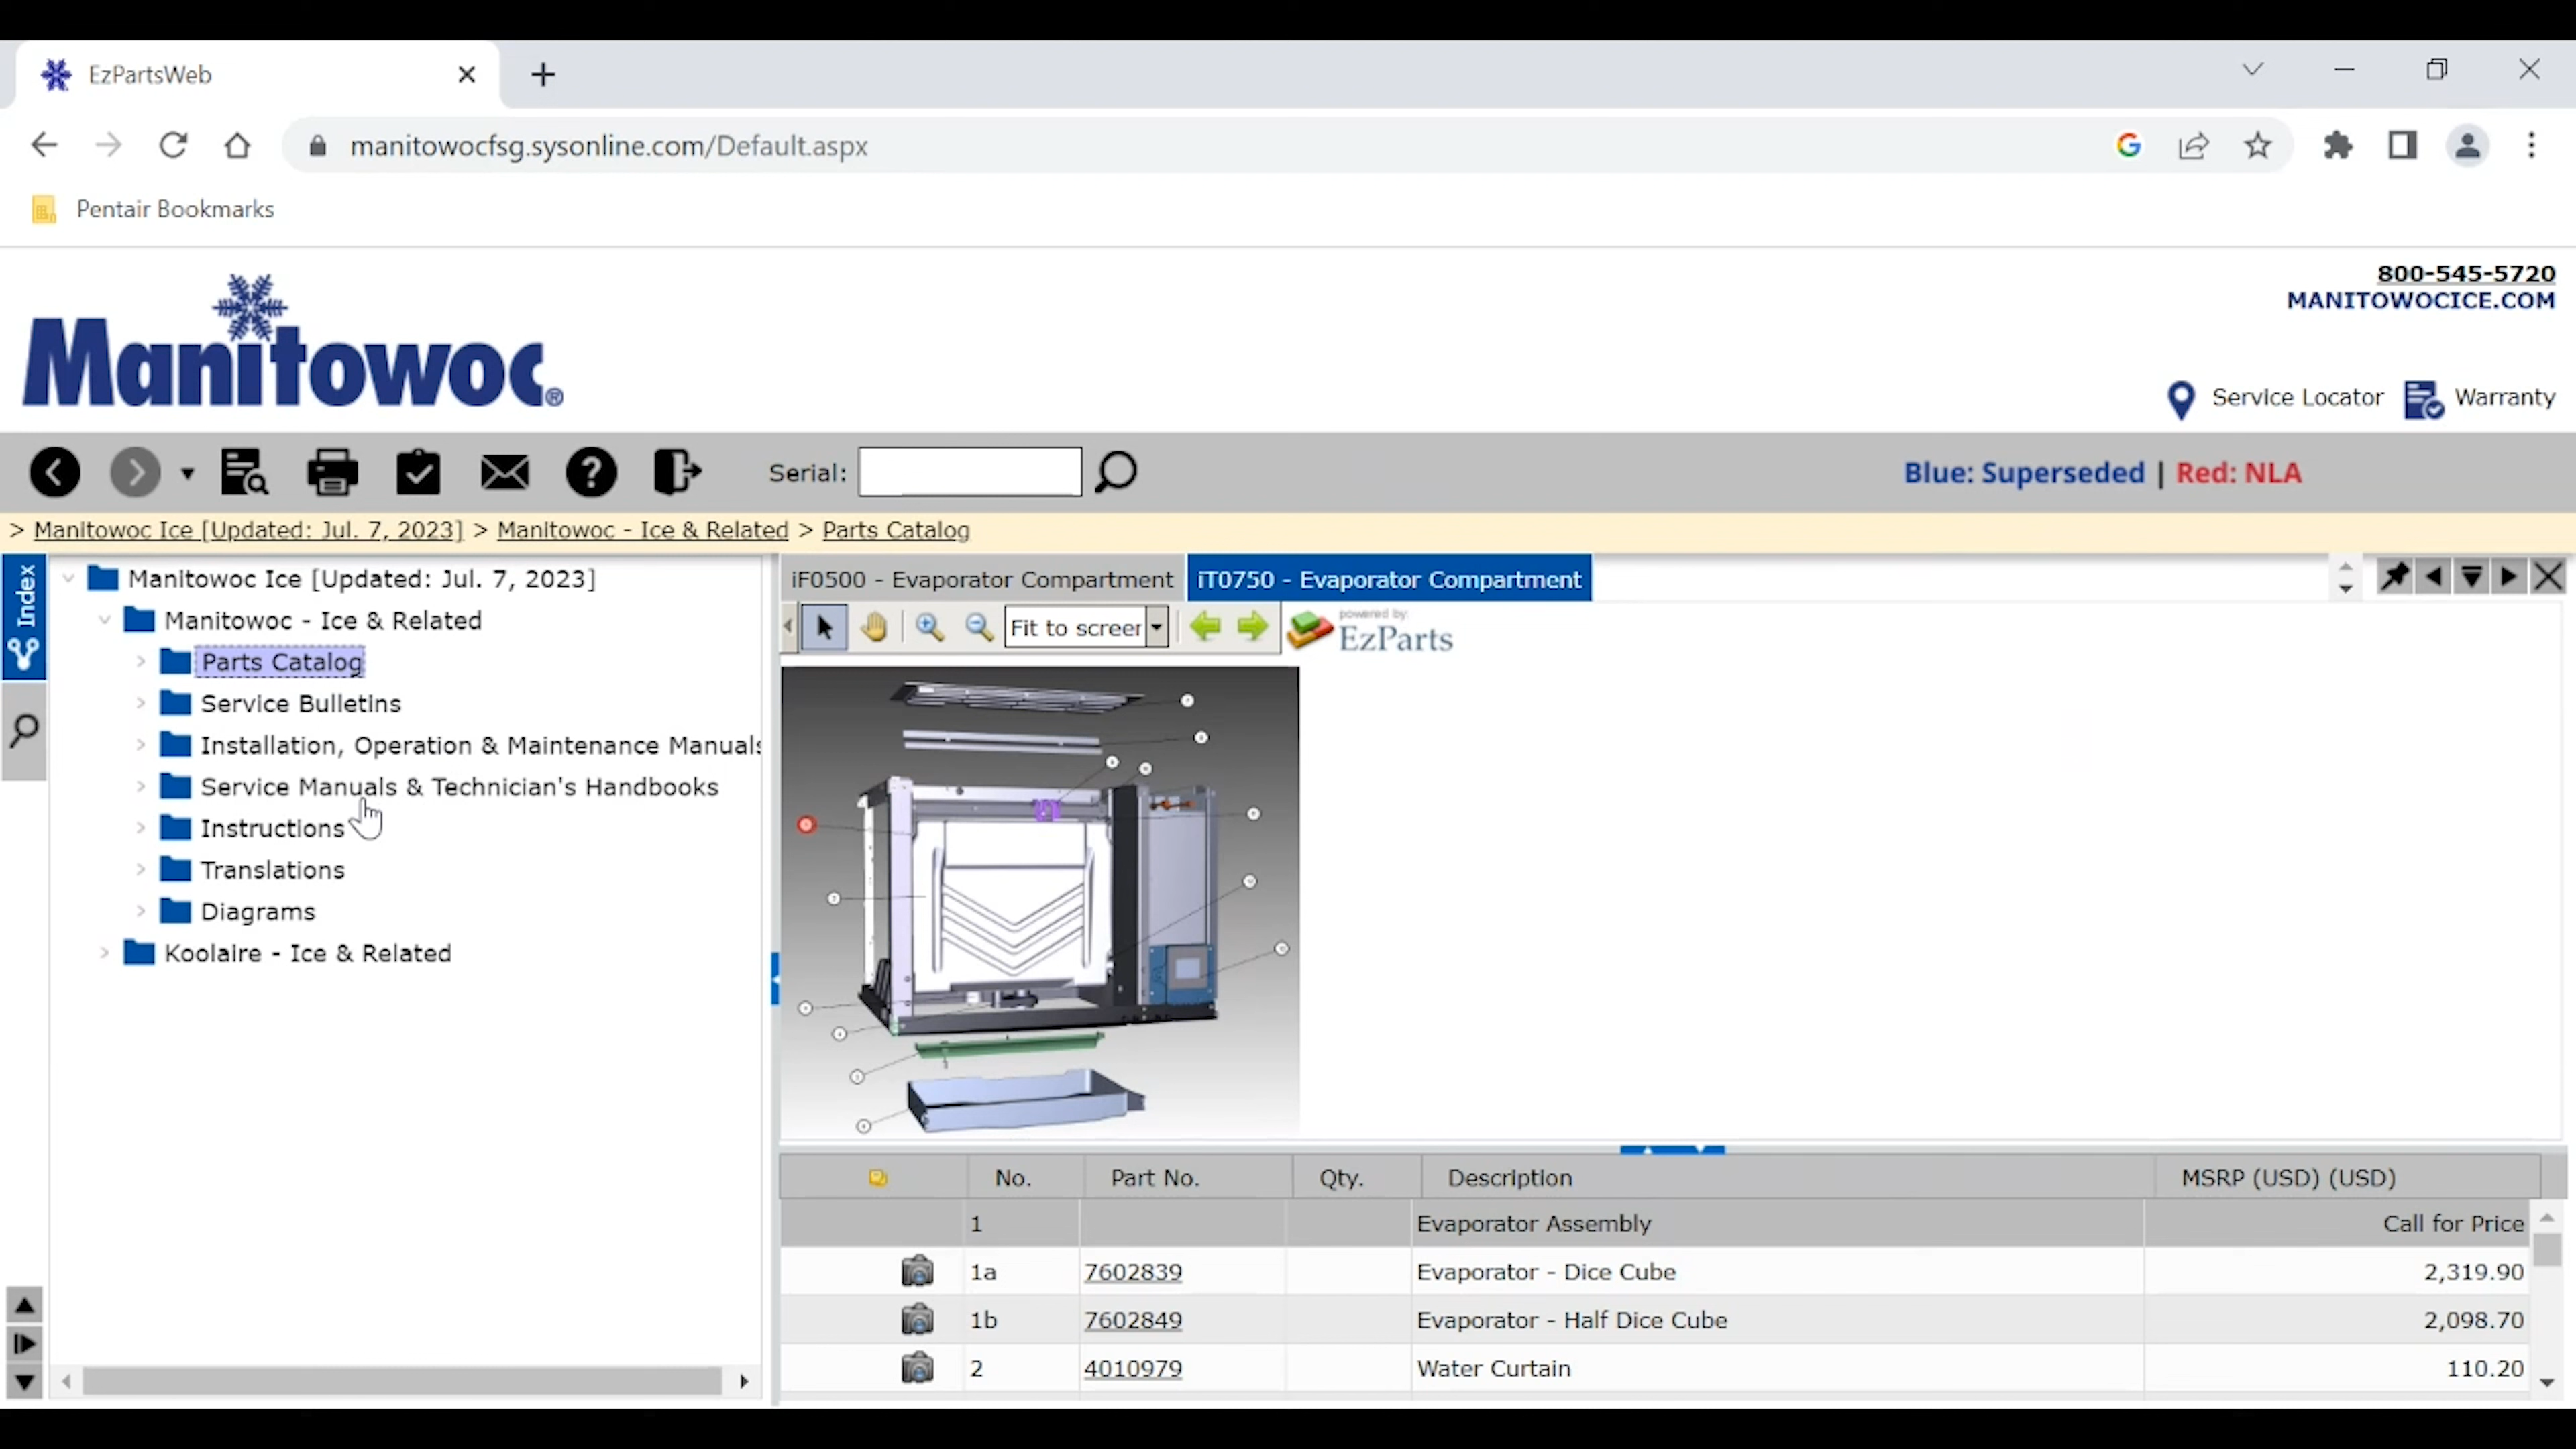 EzPartsWeb
manitowocfsg.sysonline.com/Default.aspx
Pentair Bookmarks
Manitowoc®
800-545-5720
MANITOWOCICE.COM
Service Locator
Warranty
Serial:
Blue: Superseded | Red: NLA
> Manitowoc Ice [Updated: Jul. 7, 2023] > Manitowoc - Ice & Related > Parts Catalog
Index
Manitowoc Ice [Updated: Jul. 7, 2023]
Manitowoc - Ice & Related
Parts Catalog
Service Bulletins
Installation, Operation & Maintenance Manuals
Service Manuals & Technician's Handbooks
Instructions
Translations
Diagrams
Koolaire - Ice & Related
iF0500 - Evaporator Compartment
iT0750 - Evaporator Compartment
Fit to screen
powered by:
EzParts
No. Part No. Qty. Description MSRP (USD) (USD)
1 Evaporator Assembly Call for Price
1a 7602839 Evaporator - Dice Cube 2,319.90
1b 7602849 Evaporator - Half Dice Cube 2,098.70
2 4010979 Water Curtain 110.20